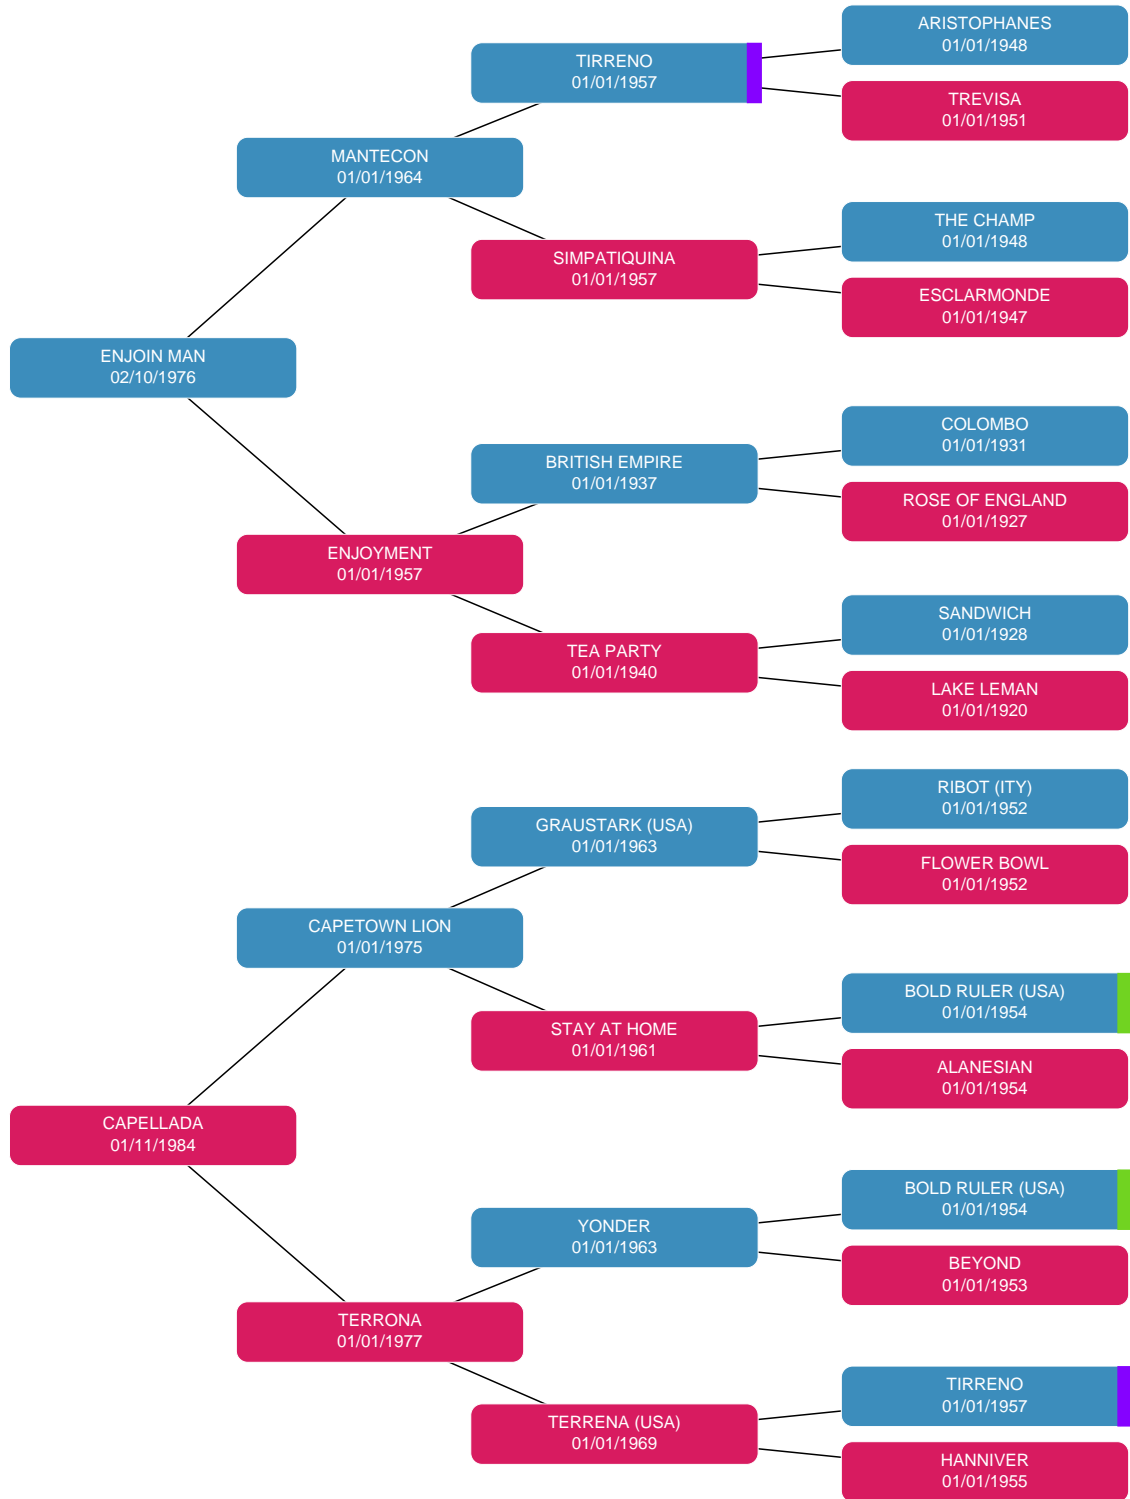 ARISTOPHANES
01/01/1948
TIRRENO
01/01/1957
TREVISA
01/01/1951
MANTECON
01/01/1964
THE CHAMP
01/01/1948
SIMPATIQUINA
01/01/1957
ESCLARMONDE
01/01/1947
ENJOIN MAN
02/10/1976
COLOMBO
01/01/1931
BRITISH EMPIRE
01/01/1937
ROSE OF ENGLAND
01/01/1927
ENJOYMENT
01/01/1957
SANDWICH
01/01/1928
TEA PARTY
01/01/1940
LAKE LEMAN
01/01/1920
RIBOT (ITY)
01/01/1952
GRAUSTARK (USA)
01/01/1963
FLOWER BOWL
01/01/1952
CAPETOWN LION
01/01/1975
BOLD RULER (USA)
01/01/1954
STAY AT HOME
01/01/1961
ALANESIAN
01/01/1954
CAPELLADA
01/11/1984
BOLD RULER (USA)
01/01/1954
YONDER
01/01/1963
BEYOND
01/01/1953
TERRONA
01/01/1977
TIRRENO
01/01/1957
TERRENA (USA)
01/01/1969
HANNIVER
01/01/1955